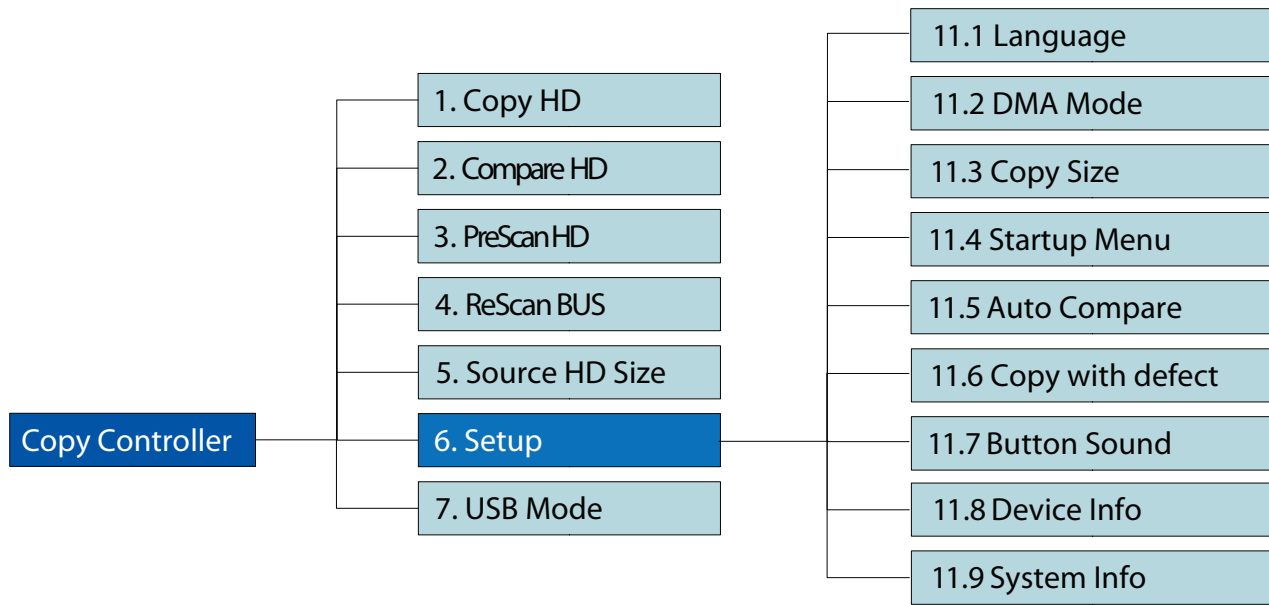 Copy Controller
1. Copy HD
2. Compare HD
3. PreScan HD
4. ReScan BUS
5. Source HD Size
6. Setup
7. USB Mode
11.1 Language
11.2 DMA Mode
11.3 Copy Size
11.4 Startup Menu
11.5 Auto Compare
11.6 Copy with defect
11.7 Button Sound
11.8 Device Info
11.9 System Info